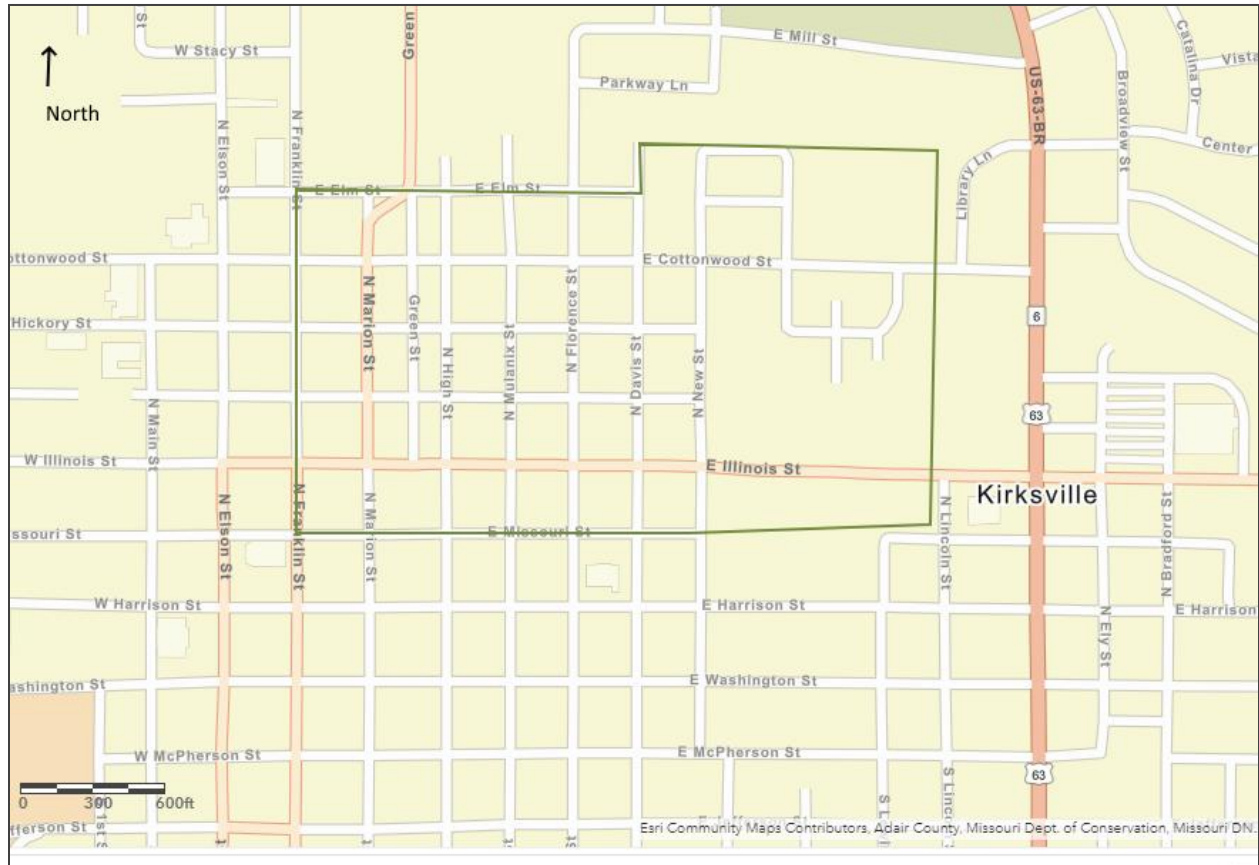 St
W Stacy St
Green
E Mill St
Catalina Dr
Vista
Parkway Ln
US-63-BR
Broadview St
North
N Elson St
N Franklin St
Center
Library Ln
E Elm St
E Elm St
ottonwood St
E Cottonwood St
N Marion St
Green St
N Florence St
Hickory St
6
N High St
N Mulanix St
N Davis St
N New St
N Main St
63
W Illinois St
E Illinois St
Kirksville
N Elson St
N Franklin St
N Marion St
N Lincoln St
N Bradford St
ssouri St
E Missouri St
W Harrison St
E Harrison St
E Harrison
N Ely St
ashington St
E Washington St
W McPherson St
E McPherson St
63
0 300 600ft
S Lincol
fferson St
Esri Community Maps Contributors, Adair County, Missouri Dept. of Conservation, Missouri DN.